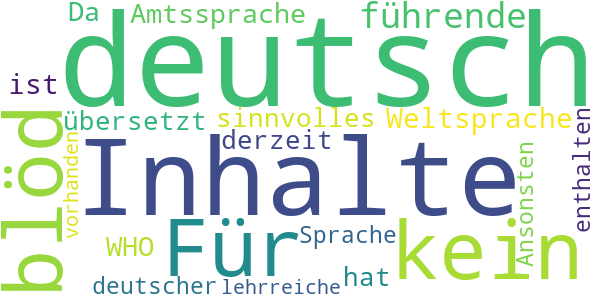 Da Amtssprache führende
deutsch
ist
übersetzt sinnvolles Weltsprache
derzeit
blöd
vorhanden
Inhalte
Ansonsten
enthalten
Für kein
WHO Sprache
deutscher lehrreiche hat